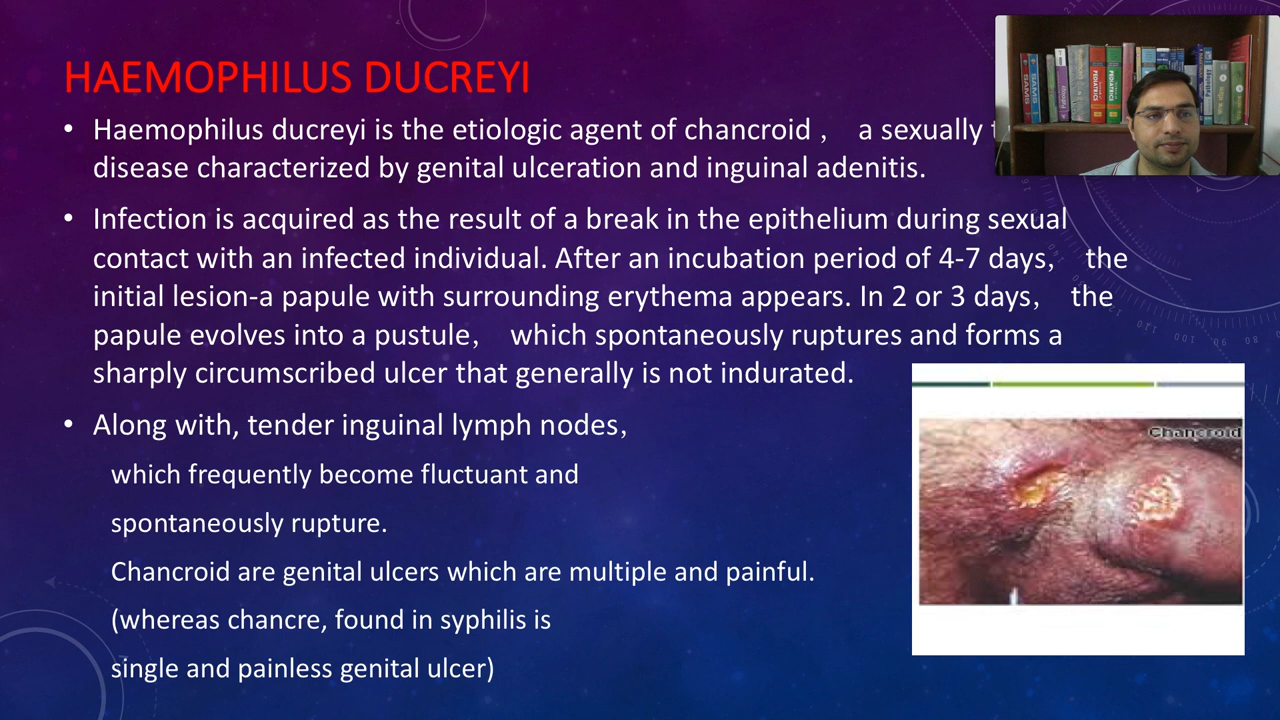 HAEMOPHILUS DUCREYI
• Haemophilus ducreyi is the etiologic agent of chancroid , a sexually
disease characterized by genital ulceration and inguinal adenitis.
• Infection is acquired as the result of a break in the epithelium during sexual
contact with an infected individual. After an incubation period of 4-7 days, the
initial lesion-a papule with surrounding erythema appears. In 2 or 3 days, the
papule evolves into a pustule, which spontaneously ruptures and forms a
sharply circumscribed ulcer that generally is not indurated.
• Along with, tender inguinal lymph nodes,
which frequently become fluctuant and
spontaneously rupture.
Chancroid are genital ulcers which are multiple and painful.
(whereas chancre, found in syphilis is
single and painless genital ulcer)
Chancroid
SAMS
SAMS
PEDIATRICS
PEDIATRICS